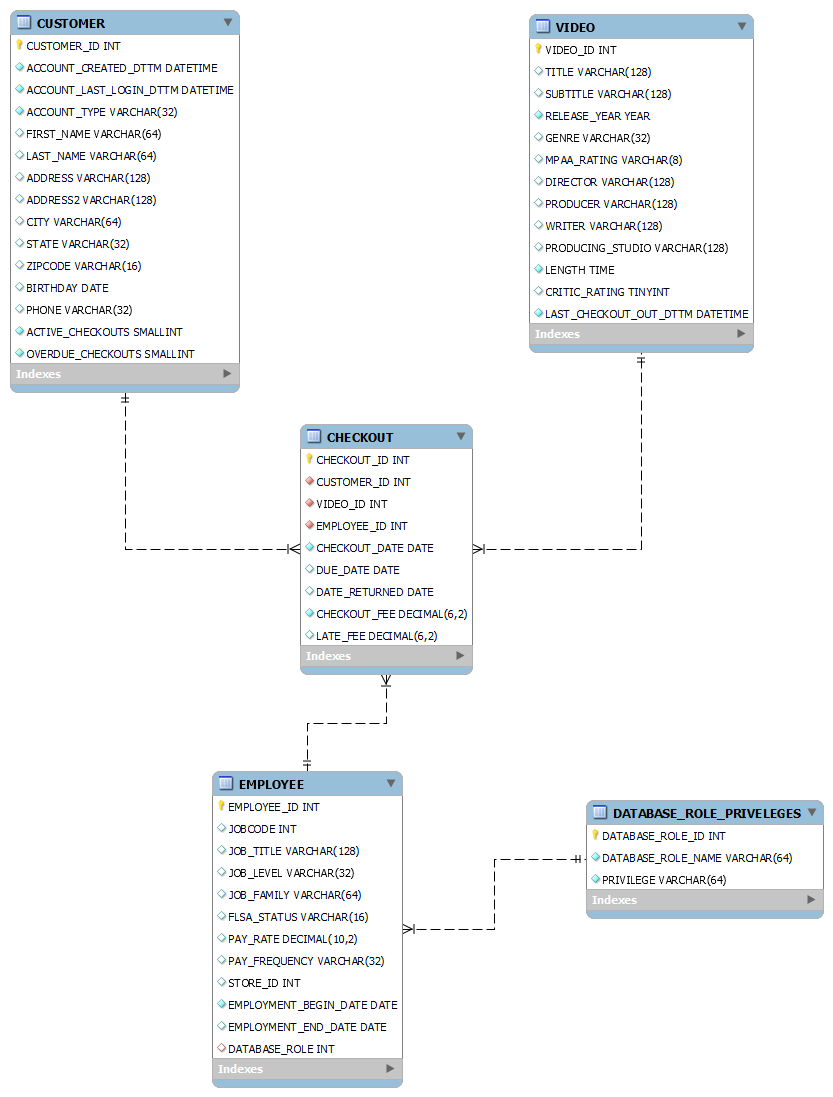 CUSTOMER
CUSTOMER_ID INT
ACCOUNT_CREATED_DTTM DATETIME
ACCOUNT_LAST_LOGIN_DTTM DATETIME
ACCOUNT_TYPE VARCHAR(32)
FIRST_NAME VARCHAR(64)
LAST_NAME VARCHAR(64)
ADDRESS VARCHAR(128)
ADDRESS2 VARCHAR(128)
CITY VARCHAR(64)
STATE VARCHAR(32)
ZIPCODE VARCHAR(16)
BIRTHDAY DATE
PHONE VARCHAR(32)
ACTIVE_CHECKOUTS SMALLINT
OVERDUE_CHECKOUTS SMALLINT
Indexes
VIDEO
VIDEO_ID INT
TITLE VARCHAR(128)
SUBTITLE VARCHAR(128)
RELEASE_YEAR YEAR
GENRE VARCHAR(32)
MPAA_RATING VARCHAR(8)
DIRECTOR VARCHAR(128)
PRODUCER VARCHAR(128)
WRITER VARCHAR(128)
PRODUCING_STUDIO VARCHAR(128)
LENGTH TIME
CRITIC_RATING TINYINT
LAST_CHECKOUT_OUT_DTTM DATETIME
Indexes
CHECKOUT
CHECKOUT_ID INT
CUSTOMER_ID INT
VIDEO_ID INT
EMPLOYEE_ID INT
CHECKOUT_DATE DATE
DUE_DATE DATE
DATE_RETURNED DATE
CHECKOUT_FEE DECIMAL(6,2)
LATE_FEE DECIMAL(6,2)
Indexes
EMPLOYEE
EMPLOYEE_ID INT
JOBCODE INT
JOB_TITLE VARCHAR(128)
JOB_LEVEL VARCHAR(32)
JOB_FAMILY VARCHAR(64)
FLSA_STATUS VARCHAR(16)
PAY_RATE DECIMAL(10,2)
PAY_FREQUENCY VARCHAR(32)
STORE_ID INT
EMPLOYMENT_BEGIN_DATE DATE
EMPLOYMENT_END_DATE DATE
DATABASE_ROLE INT
Indexes
DATABASE_ROLE_PRIVELEGES
DATABASE_ROLE_ID INT
DATABASE_ROLE_NAME VARCHAR(64)
PRIVILEGE VARCHAR(64)
Indexes